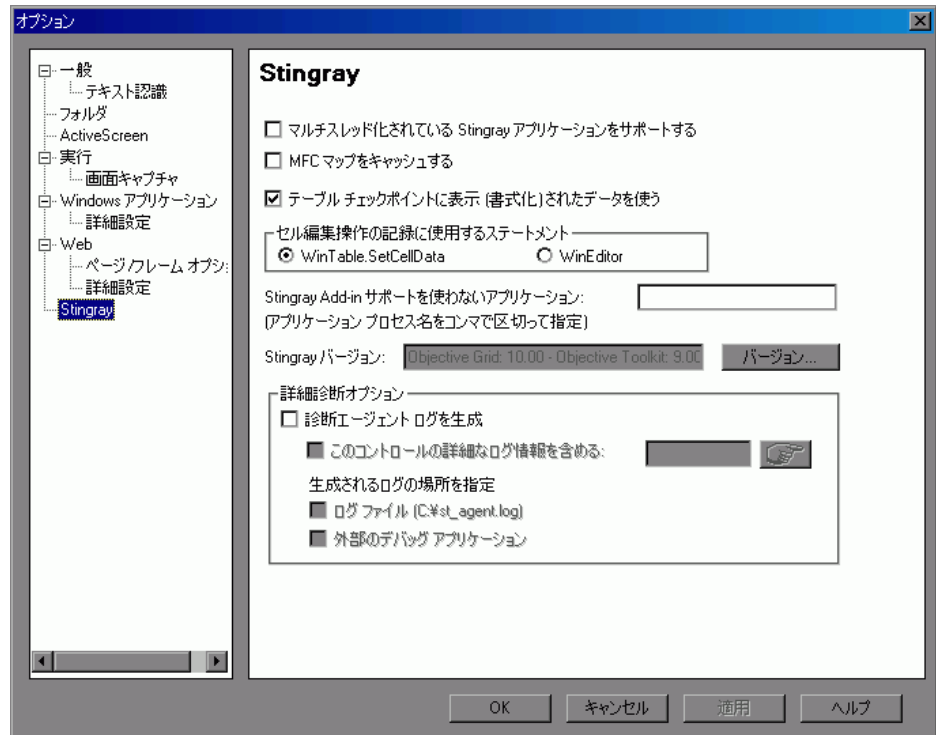 オプション
一般
テキスト認識
フォルダ
ActiveScreen
実行
画面キャプチャ
Windows アプリケーション
詳細設定
Web
ページ/フレーム オプシ
詳細設定
Stingray
Stingray
マルチスレッド化されている Stingray アプリケーションをサポートする
MFC マップをキャッシュする
テーブル チェックポイントに表示 (書式化)されたデータを使う
セル編集操作の記録に使用するステートメント
WinTable.SetCellData WinEditor
Stingray Add-in サポートを使わないアプリケーション:
(アプリケーション プロセス名をコンマで区切って指定)
Stingray バージョン: Objective Grid: 10.00 - Objective Toolkit: 9.00 バージョン...
詳細診断オプション
診断エージェント ログを生成
このコントロールの詳細なログ情報を含める:
生成されるログの場所を指定
ログ ファイル (C:¥st_agent.log)
外部のデバッグ アプリケーション
OK キャンセル 適用 ヘルプ